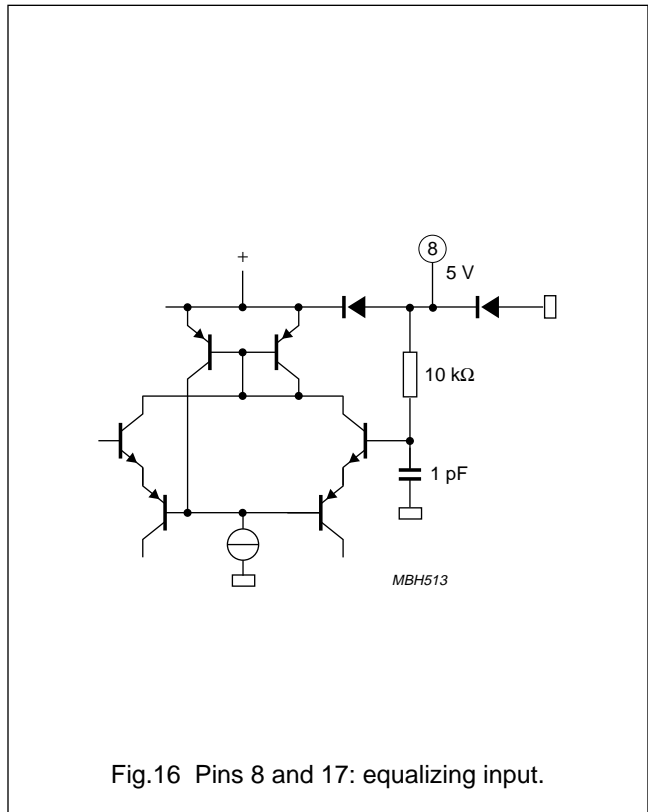 +
8
5 V
10 kΩ
1 pF
MBH513
Fig.16 Pins 8 and 17: equalizing input.